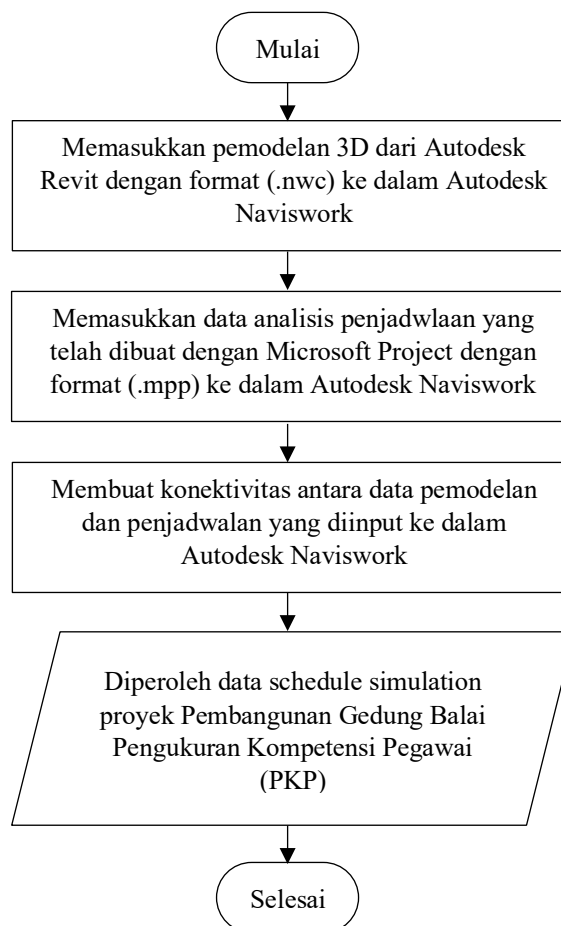 Mulai
Memasukkan pemodelan 3D dari Autodesk
Revit dengan format (.nwc) ke dalam Autodesk
Naviswork
Memasukkan data analisis penjadwlaan yang
telah dibuat dengan Microsoft Project dengan
format (.mpp) ke dalam Autodesk Naviswork
Membuat konektivitas antara data pemodelan
dan penjadwalan yang diinput ke dalam
Autodesk Naviswork
Diperoleh data schedule simulation
proyek Pembangunan Gedung Balai
Pengukuran Kompetensi Pegawai
(PKP)
Selesai